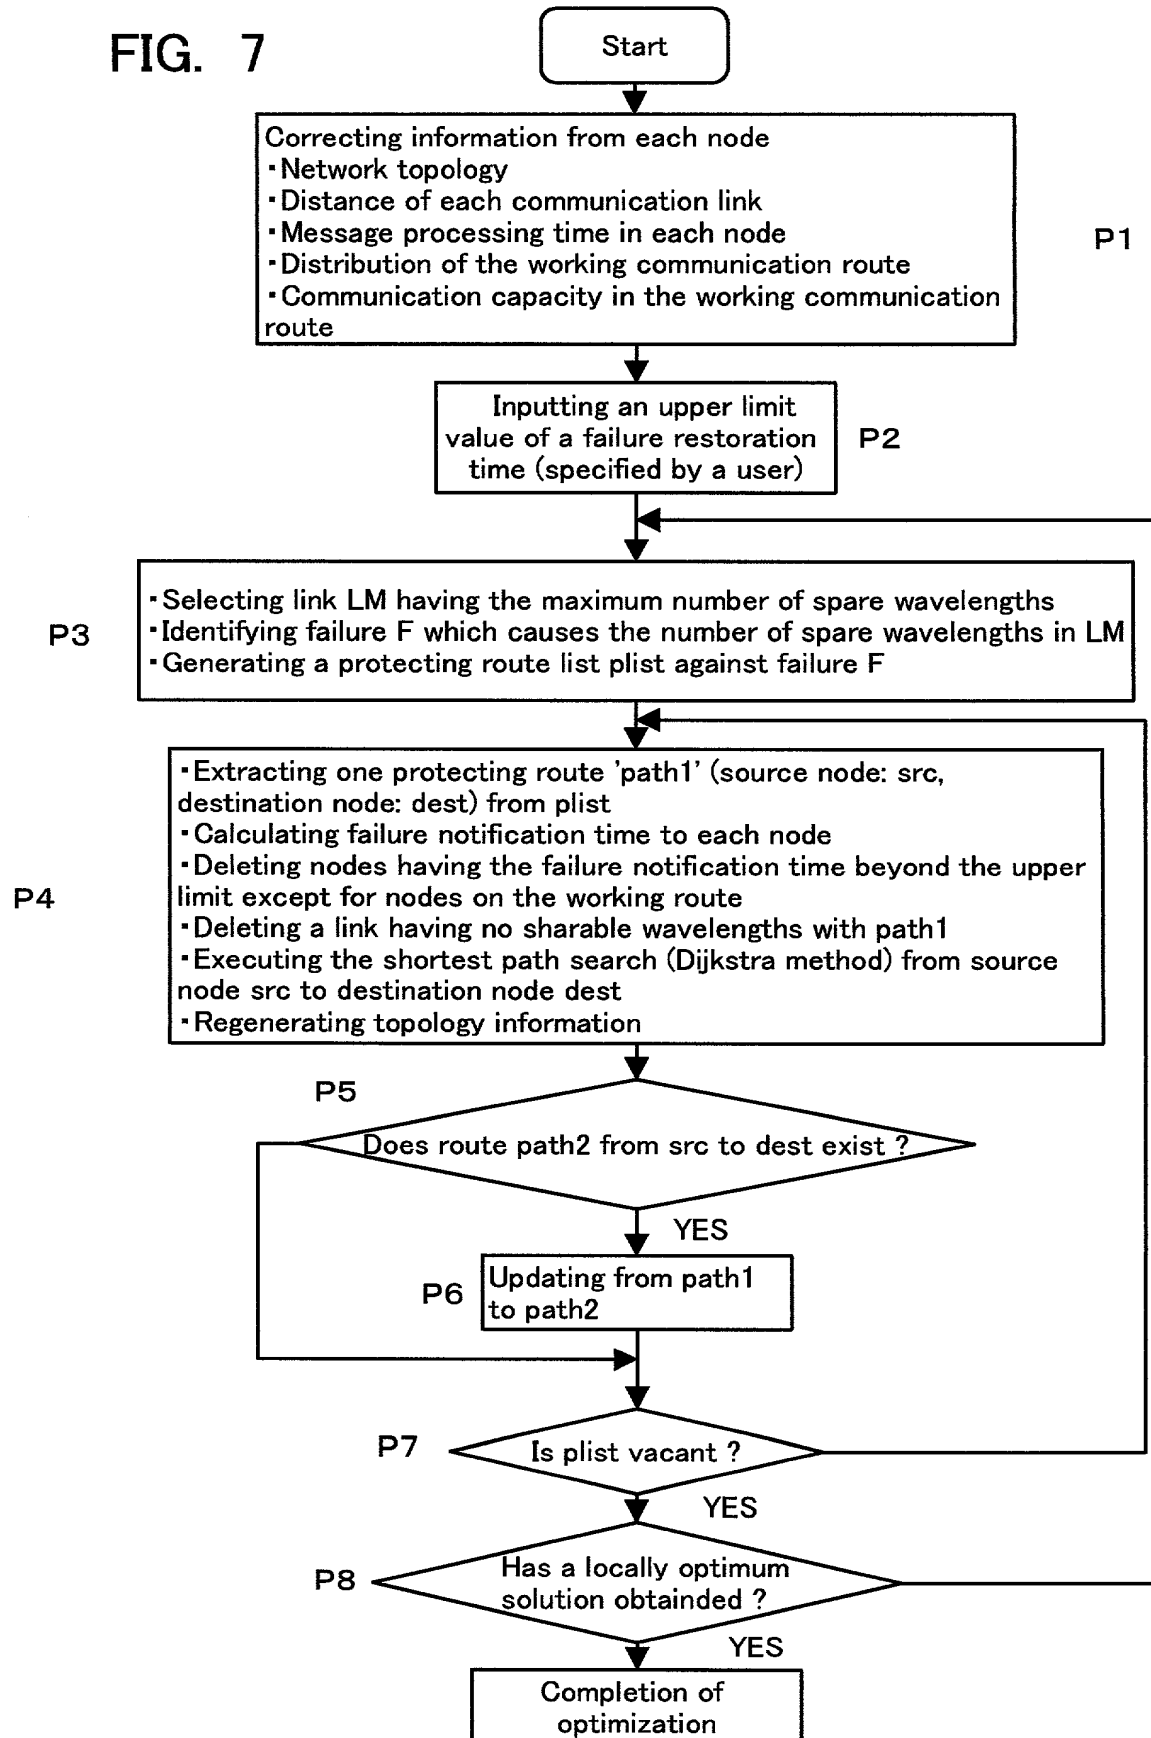 FIG. 7
Start
Correcting information from each node
・Network topology
・Distance of each communication link
・Message processing time in each node
・Distribution of the working communication route
・Communication capacity in the working communication
route
P1
Inputting an upper limit
value of a failure restoration
time (specified by a user)
P2
P3
・Selecting link LM having the maximum number of spare wavelengths
・Identifying failure F which causes the number of spare wavelengths in LM
・Generating a protecting route list plist against failure F
P4
・Extracting one protecting route 'path1' (source node: src,
destination node: dest) from plist
・Calculating failure notification time to each node
・Deleting nodes having the failure notification time beyond the upper
limit except for nodes on the working route
・Deleting a link having no sharable wavelengths with path1
・Executing the shortest path search (Dijkstra method) from source
node src to destination node dest
・Regenerating topology information
P5
Does route path2 from src to dest exist ?
YES
P6
Updating from path1
to path2
P7
Is plist vacant ?
YES
P8
Has a locally optimum
solution obtainded ?
YES
Completion of
optimization